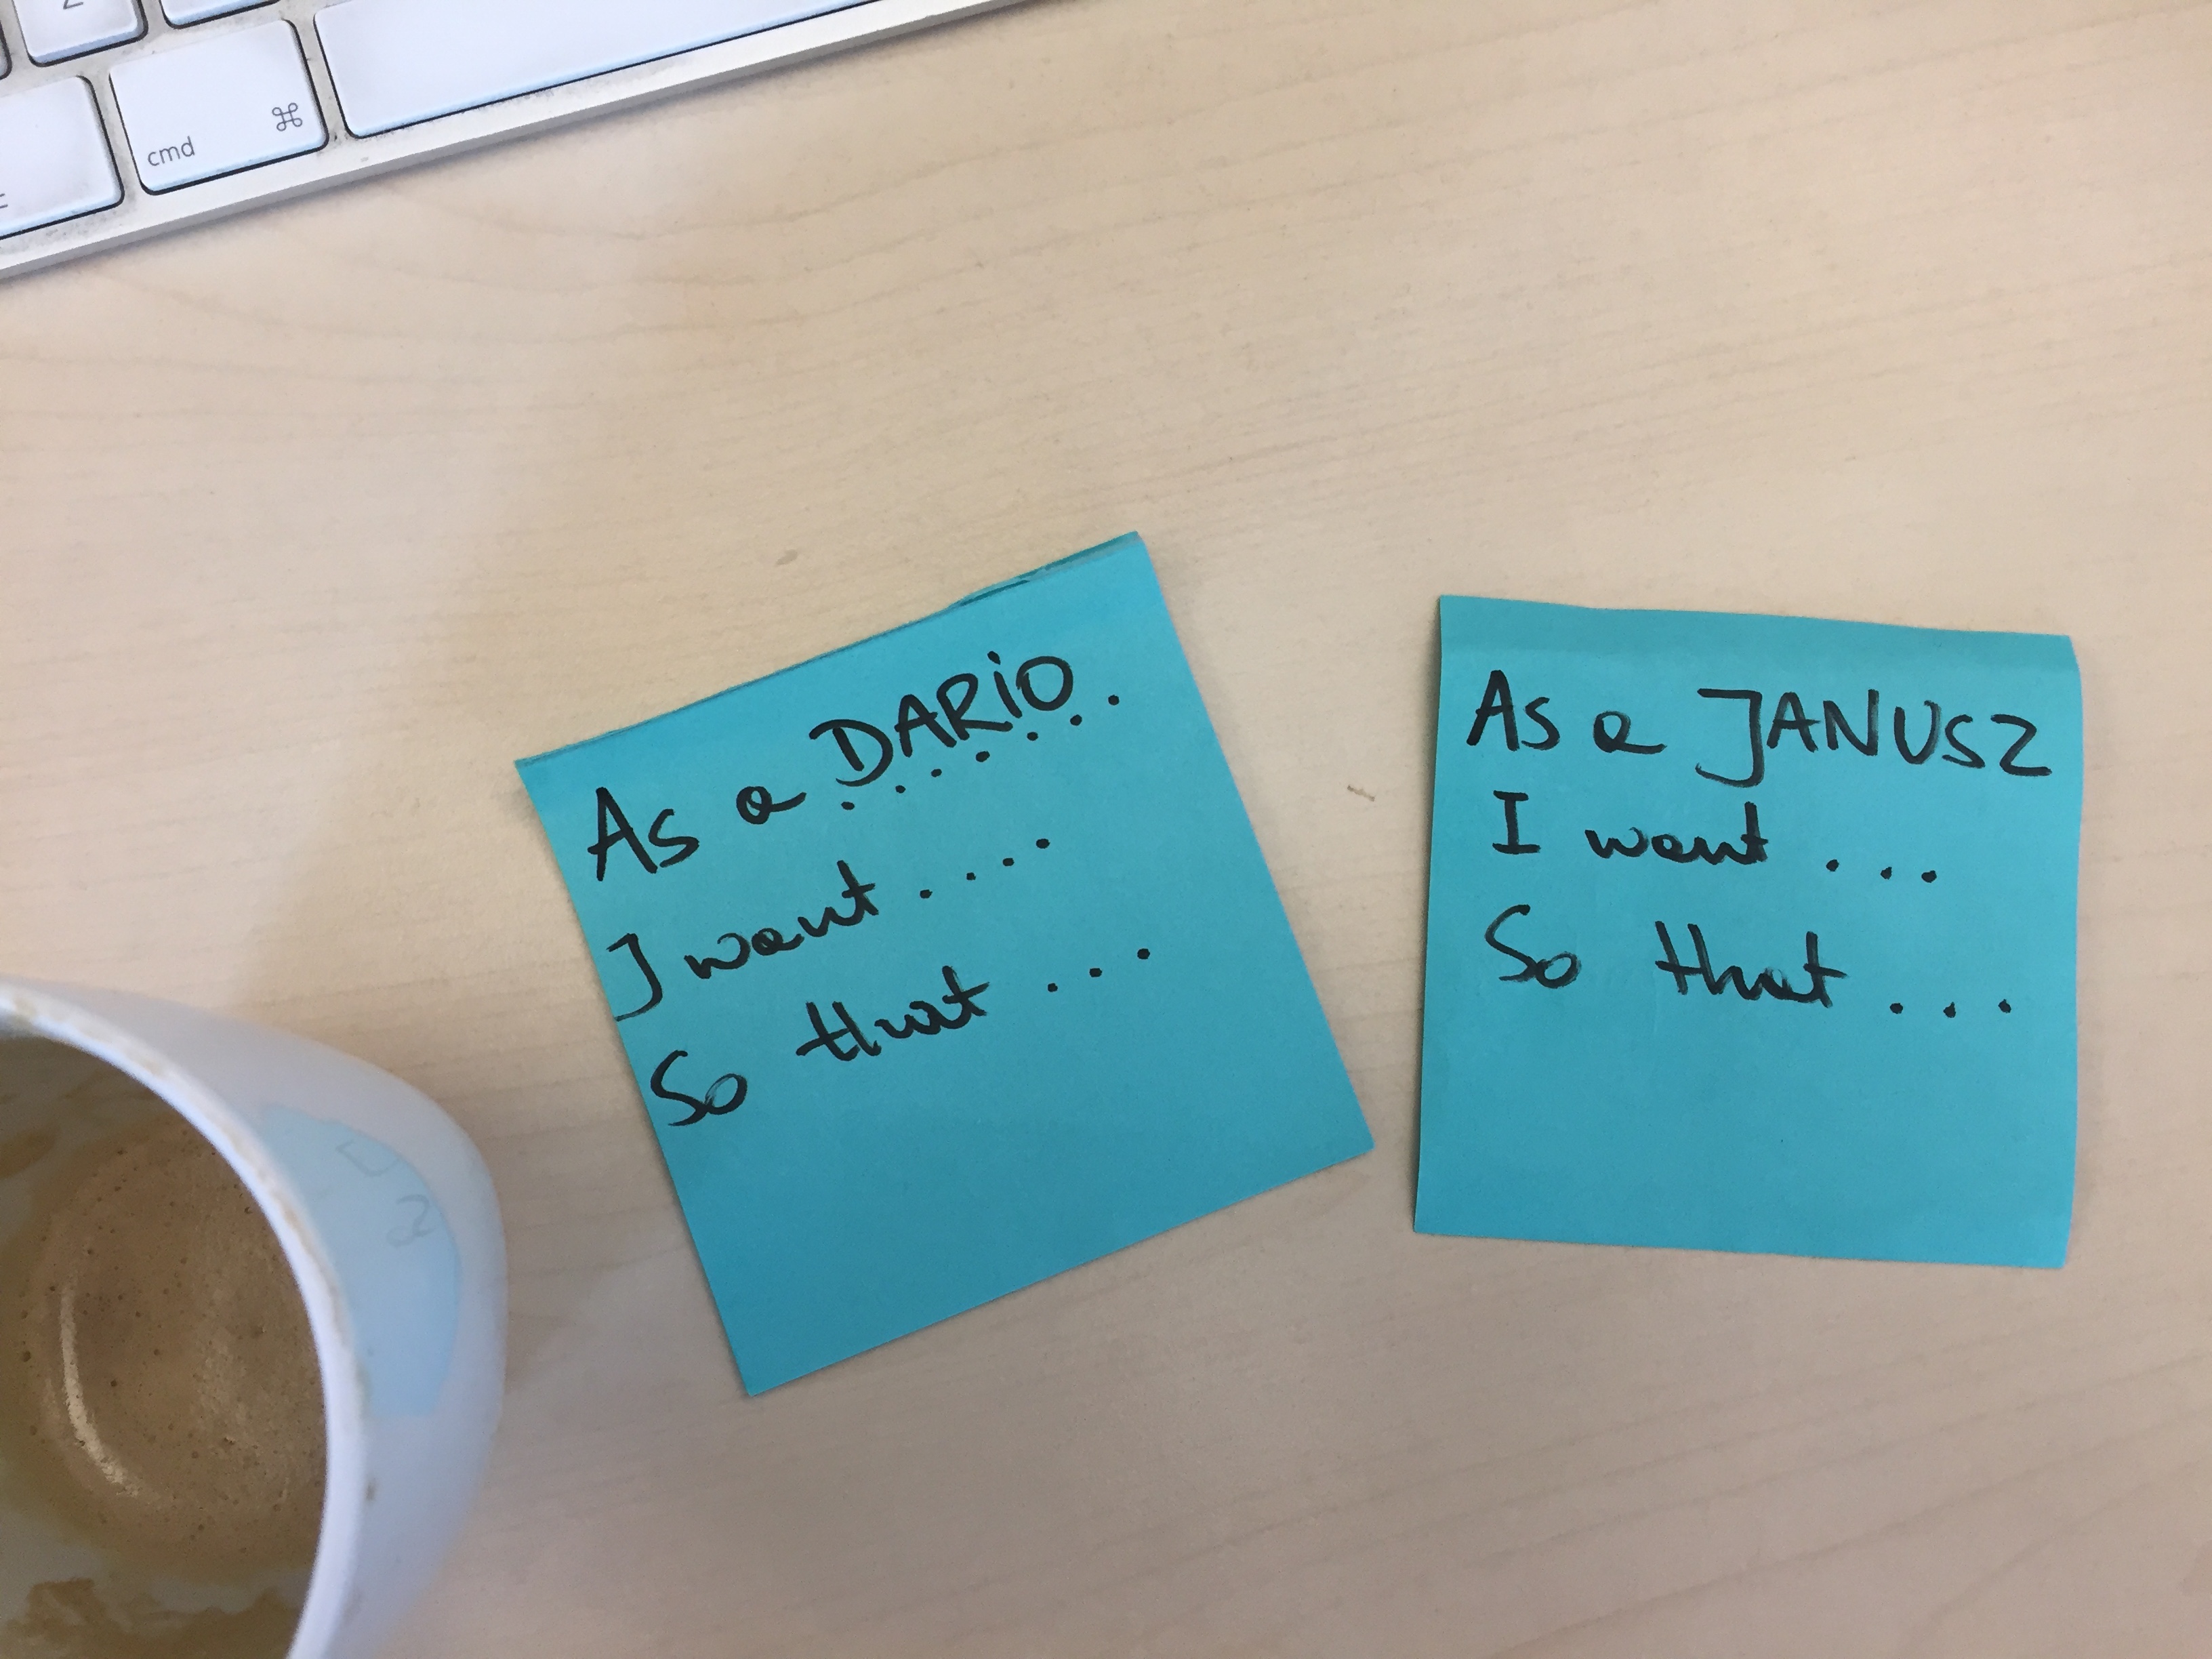 cmd ⌘
As a DARiO..
I want ....
So that ...
As a JANUSZ
I want ...
So that ...